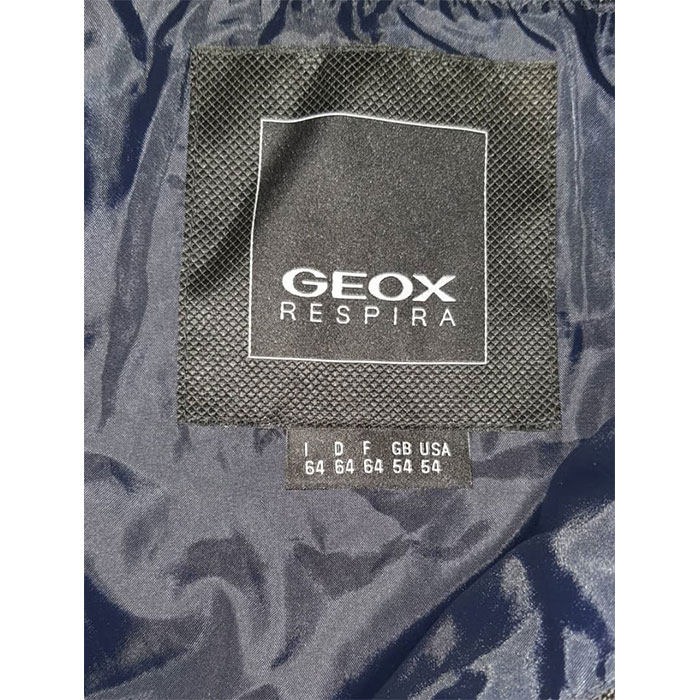 GEOX
RESPIRA
I D F GB USA
64 64 64 54 54